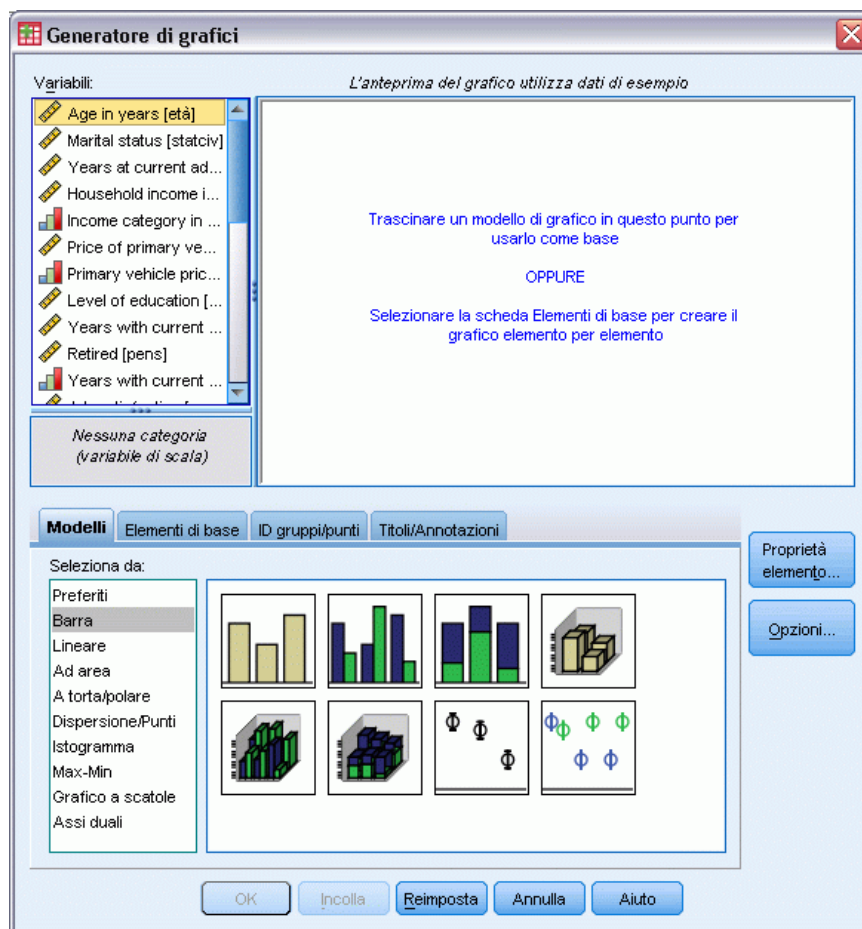 Generatore di grafici
Variabili:
L'anteprima del grafico utilizza dati di esempio
Age in years [età]
Marital status [statciv]
Years at current ad...
Household income i...
Income category in ...
Price of primary ve...
Primary vehicle pric...
Level of education [...
Years with current ...
Retired [pens]
Years with current ...
Trascinare un modello di grafico in questo punto per
usarlo come base
OPPURE
Selezionare la scheda Elementi di base per creare il
grafico elemento per elemento
Nessuna categoria
(variabile di scala)
Modelli
Elementi di base
ID gruppi/punti
Titoli/Annotazioni
Seleziona da:
Preferiti
Barra
Lineare
Ad area
A torta/polare
Dispersione/Punti
Istogramma
Max-Min
Grafico a scatole
Assi duali
Proprietà
elemento...
Opzioni...
OK
Incolla
Reimposta
Annulla
Aiuto